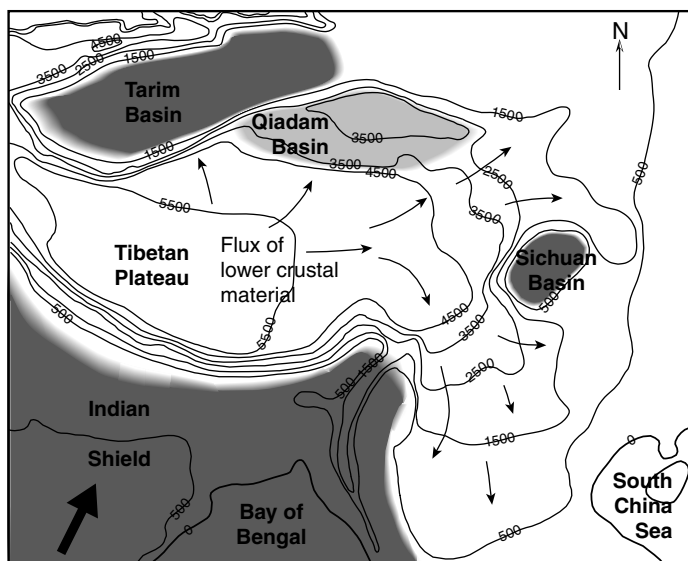 N
4500
3500
2500
1500
Tarim
Basin
1500
Qiadam
Basin
3500
3500
4500
1500
2500
3500
500
5500
Tibetan
Plateau
Flux of
lower crustal
material
Sichuan
Basin
500
500
5500
4500
3500
2500
1500
500
1500
500
Indian
Shield
500
0
Bay of
Bengal
0
South
China
Sea